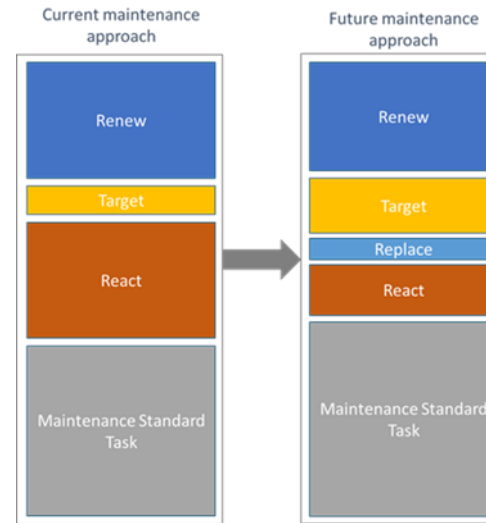 Current maintenance
approach
Renew
Target
React
Maintenance Standard
Task
Future maintenance
approach
Renew
Target
Replace
React
Maintenance Standard
Task